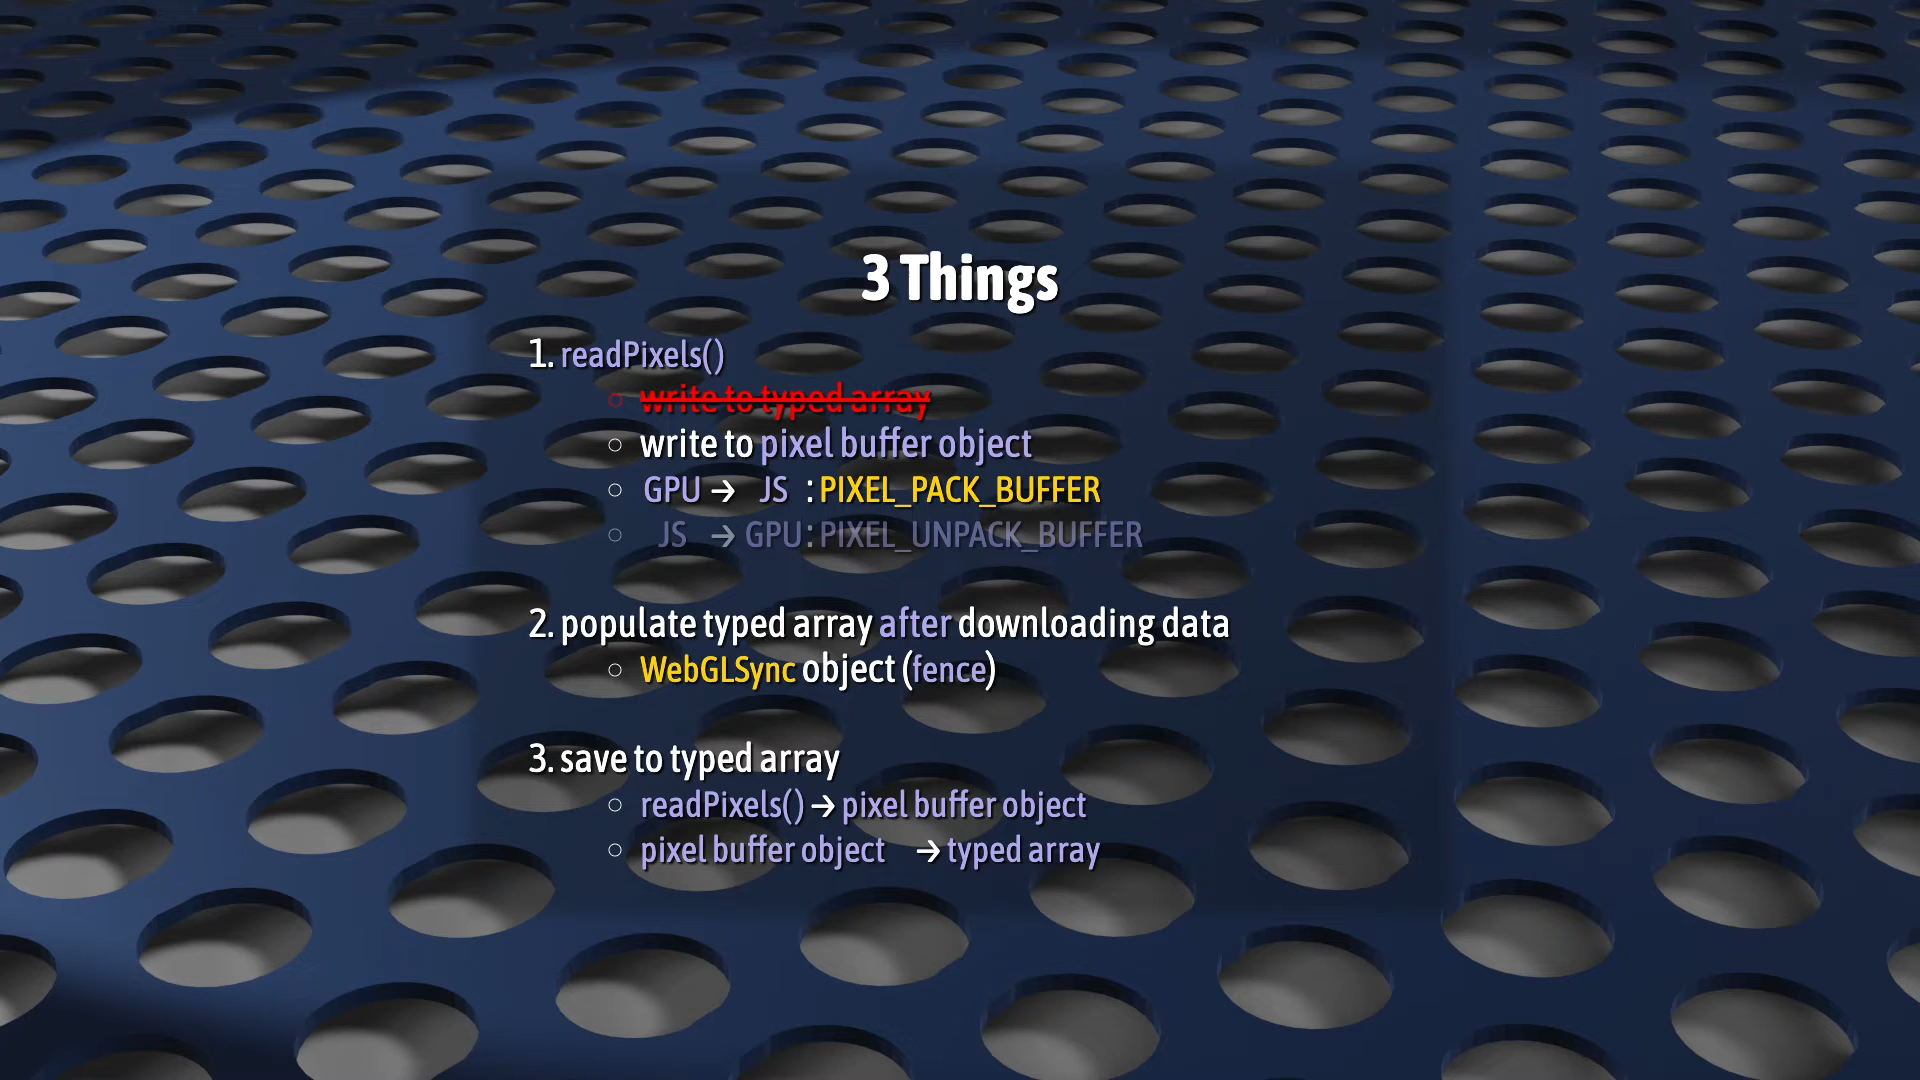 3 Things
1. readPixels()
○ write to typed array
○ write to pixel buffer object
○ GPU → JS : PIXEL_PACK_BUFFER
○ JS → GPU: PIXEL_UNPACK_BUFFER
2. populate typed array after downloading data
○ WebGLSync object (fence)
3. save to typed array
○ readPixels() → pixel buffer object
○ pixel buffer object → typed array